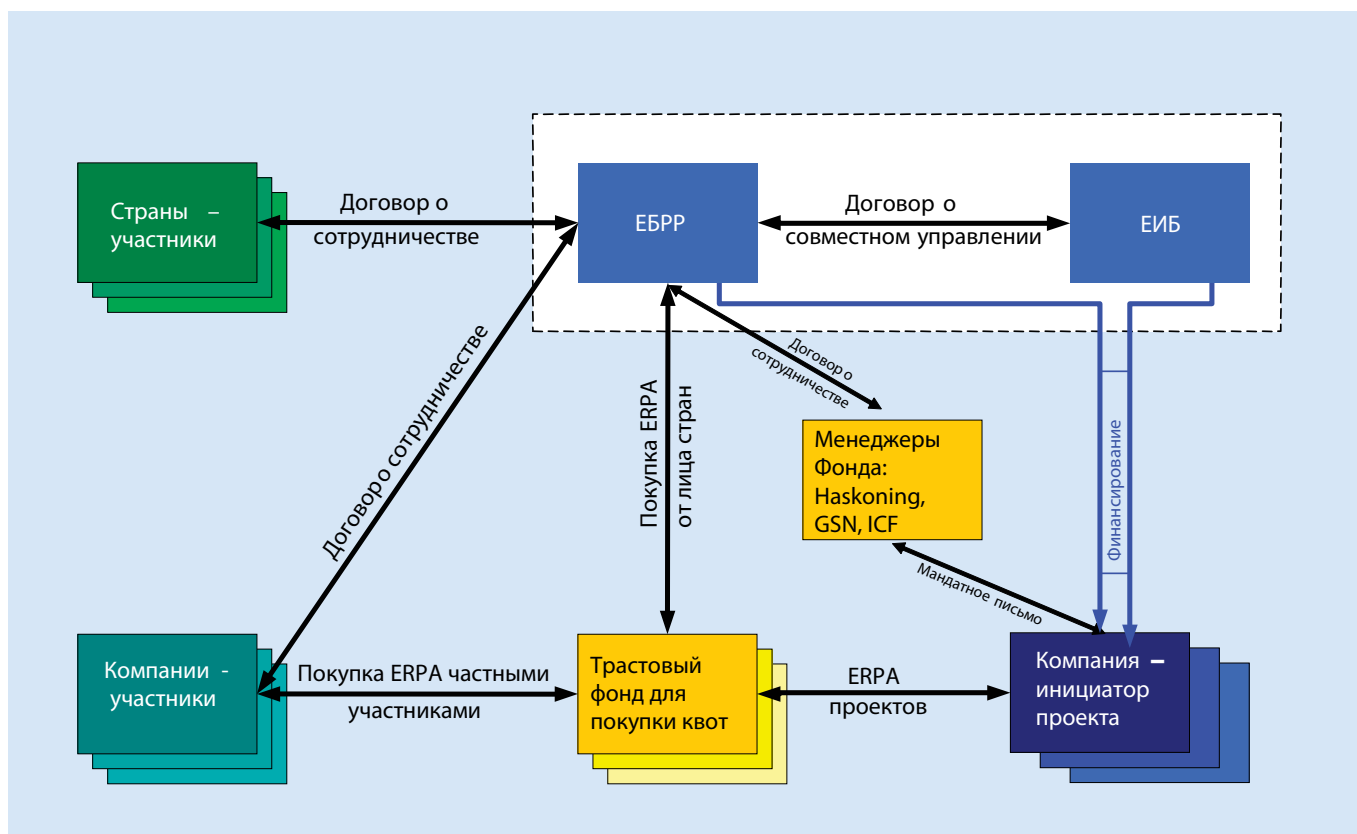 Страны –
участники
Договор о
сотрудничестве
ЕБРР
Договор о
совместном управлении
ЕИБ
Договор о сотрудничестве
Покупка ERPA
от лица стран
Договор о
сотрудничестве
Менеджеры
Фонда:
Haskoning,
GSN, ICF
Финансирование
Мандатное письмо
Компании -
участники
Покупка ERPA частными
участниками
Трастовый
фонд для
покупки квот
ERPA
проектов
Компания –
инициатор
проекта